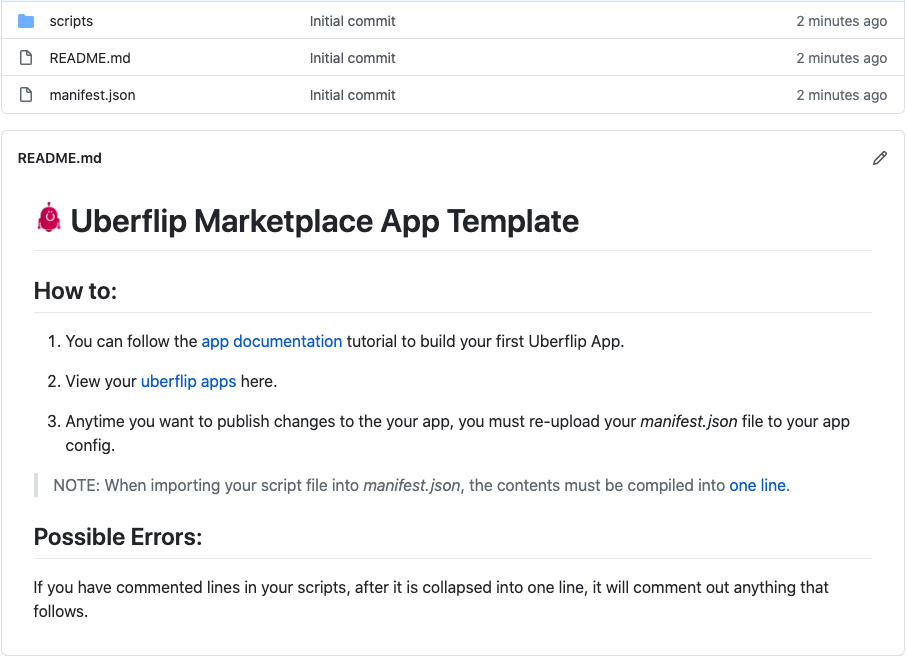 scripts Initial commit 2 minutes ago
README.md Initial commit 2 minutes ago
manifest.json Initial commit 2 minutes ago
README.md
Uberflip Marketplace App Template
How to:
1. You can follow the app documentation tutorial to build your first Uberflip App.
2. View your uberflip apps here.
3. Anytime you want to publish changes to the your app, you must re-upload your manifest.json file to your app
config.
NOTE: When importing your script file into manifest.json, the contents must be compiled into one line.
Possible Errors:
If you have commented lines in your scripts, after it is collapsed into one line, it will comment out anything that
follows.